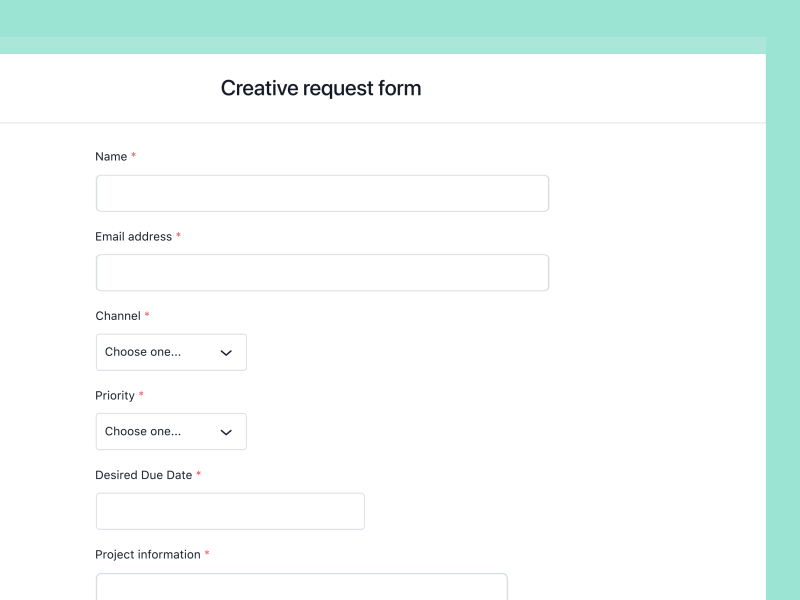 Creative request form
Name *
Email address *
Channel *
Choose one...
Priority *
Choose one...
Desired Due Date *
Project information *